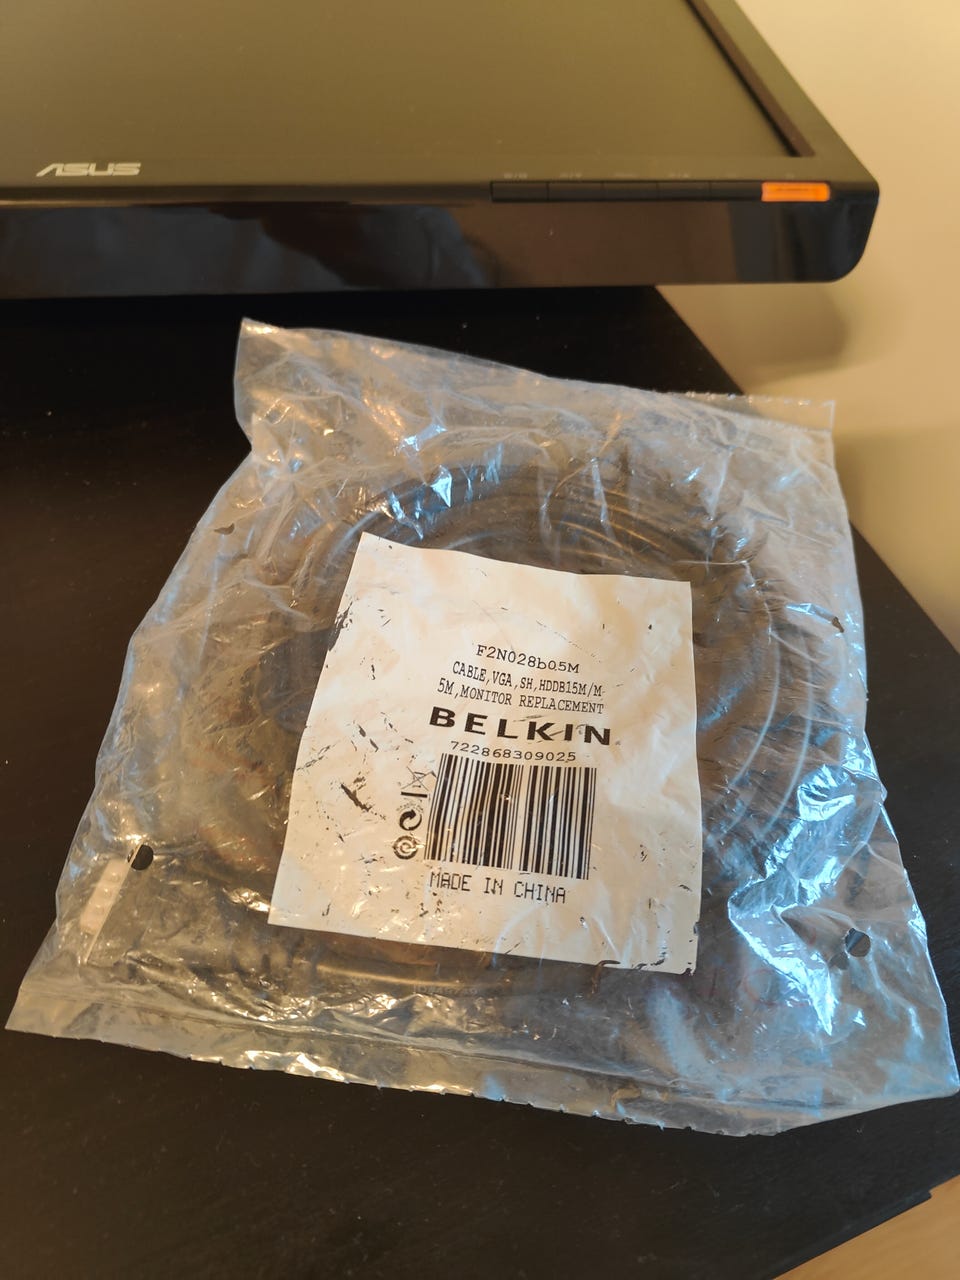 ASUS
F2N028b05M
CABLE,VGA,SH,HDDB15M/M
5M,MONITOR REPLACEMENT
BELKIN
722868309025
MADE IN CHINA